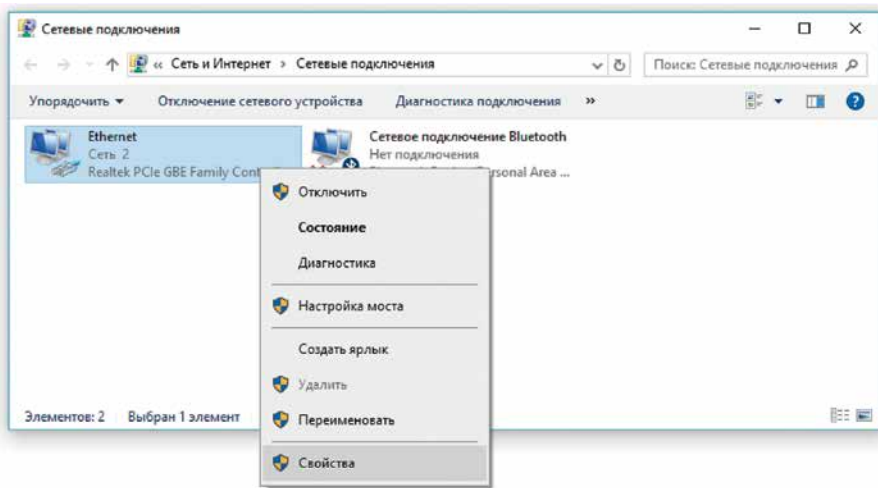 Сетевые подключения
« Сеть и Интернет › Сетевые подключения
Поиск: Сетевые подключения
Упорядочить
Отключение сетевого устройства
Диагностика подключения
»
Ethernet
Сеть 2
Realtek PCIe GBE Family
Сетевое подключение Bluetooth
Нет подключения
Area ...
Отключить
Состояние
Диагностика
Настройка моста
Создать ярлык
Удалить
Переименовать
Свойства
Элементов: 2 Выбран 1 элемент